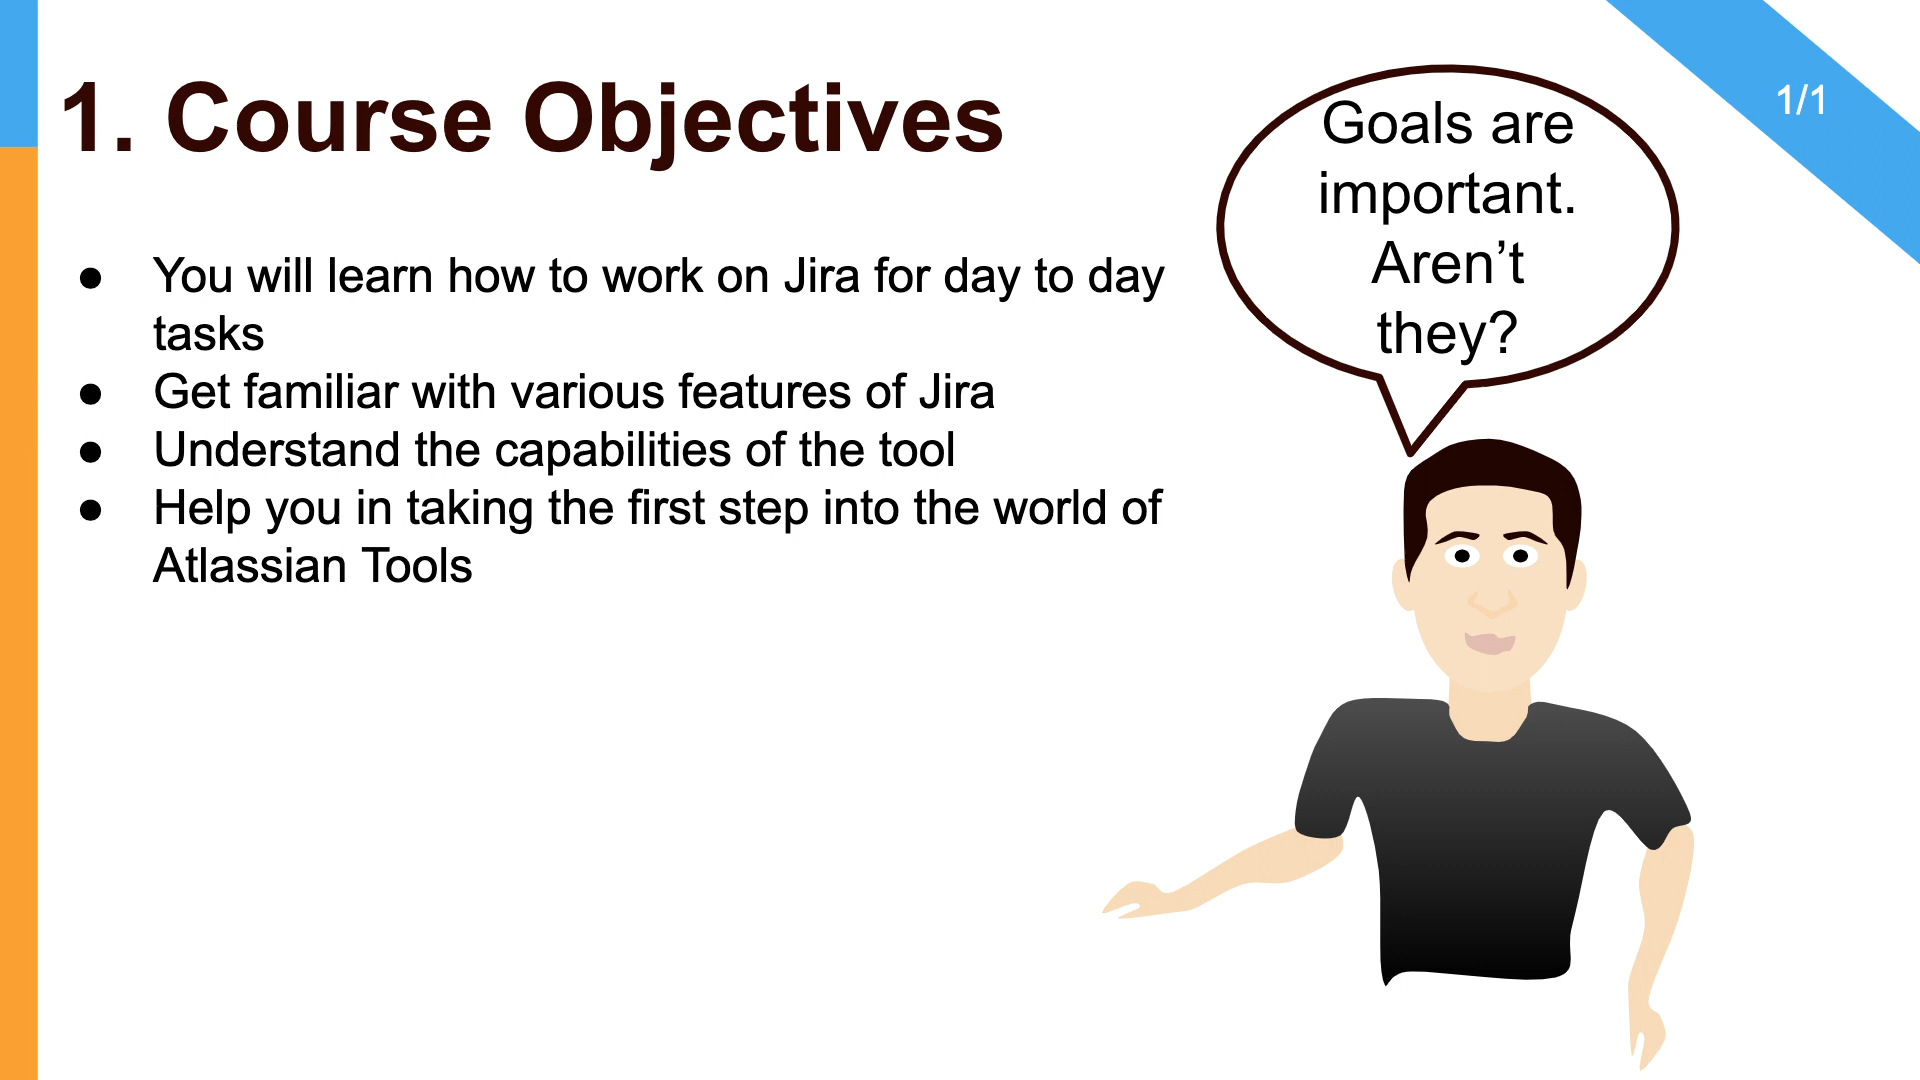 1. Course Objectives
● You will learn how to work on Jira for day to day
tasks
● Get familiar with various features of Jira
● Understand the capabilities of the tool
● Help you in taking the first step into the world of
Atlassian Tools
Goals are
important.
Aren’t
they?
1/1